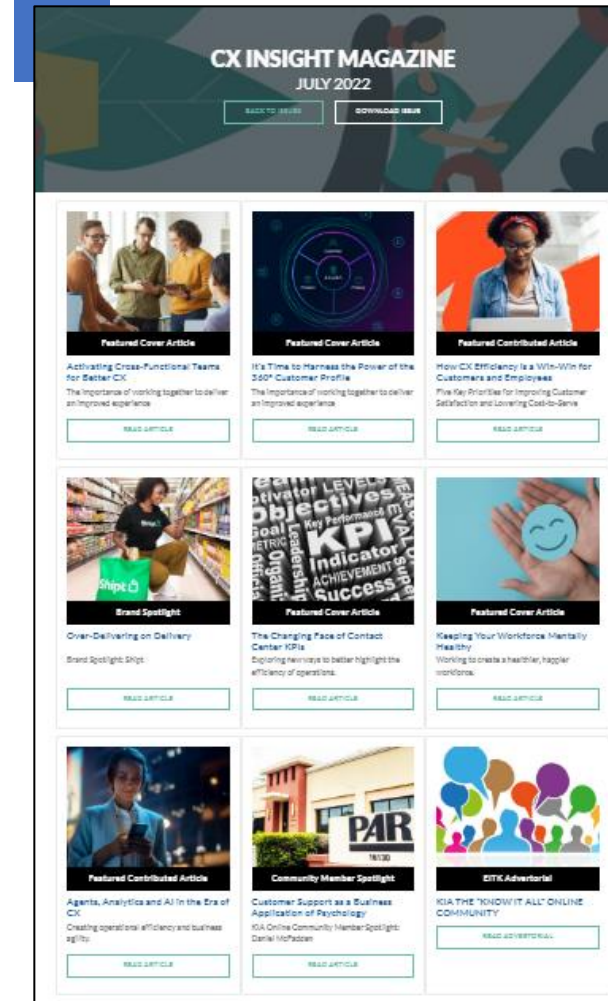 CX INSIGHT MAGAZINE
JULY 2022
BACK TO ISSUES
DOWNLOAD ISSUE
Featured Cover Article
Activating Cross-Functional Teams
for Better CX
The importance of working together to deliver
an improved experience
READ ARTICLE
Featured Cover Article
It's Time to Harness the Power of the
360° Customer Profile
The importance of working together to deliver
an improved experience
READ ARTICLE
Featured Contributed Article
How CX Efficiency is a Win-Win for
Customers and Employees
Five Key Priorities for Improving Customer
Satisfaction and Lowering Cost-to-Serve
READ ARTICLE
Shipt
Brand Spotlight
Over-Delivering on Delivery
Brand Spotlight: Shipt
READ ARTICLE
LEVELS
Objectives
Goal
Key Performance
METRIC
Leadership
KPI
Indicator
ACHIEVEMENT
Success
Featured Cover Article
The Changing Face of Contact
Center KPIs
Exploring new ways to better highlight the
efficiency of operations.
READ ARTICLE
Featured Cover Article
Keeping Your Workforce Mentally
Healthy
Working to create a healthier, happier
workforce.
READ ARTICLE
Featured Contributed Article
Agents, Analytics and AI in the Era of
CX
Creating operational efficiency and business
agility.
READ ARTICLE
PAR
16130
Community Member Spotlight
Customer Support as a Business
Application of Psychology
KIA Online Community Member Spotlight:
Daniel McFadden
READ ARTICLE
EITK Advertorial
KIA THE "KNOW IT ALL" ONLINE
COMMUNITY
READ ADVERTORIAL